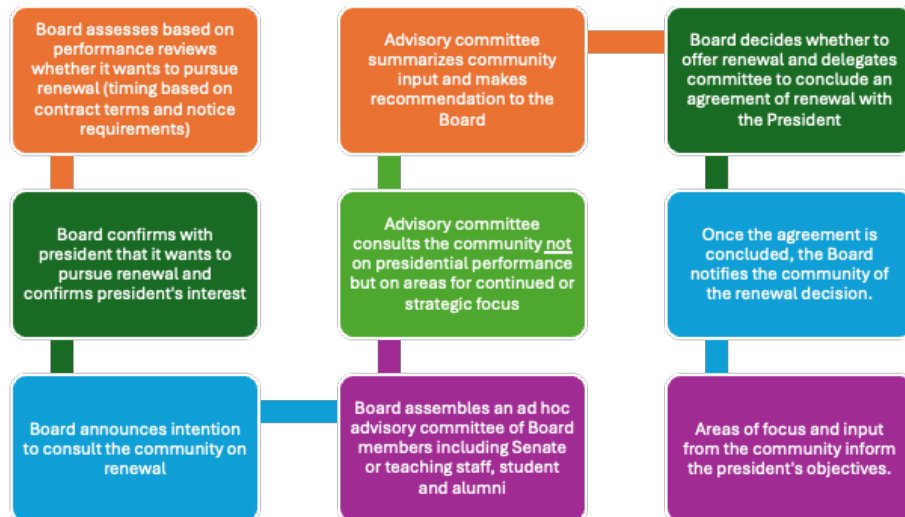 Board assesses based on
performance reviews
whether it wants to pursue
renewal (timing based on
contract terms and notice
requirements)
Board confirms with
president that it wants to
pursue renewal and
confirms president's interest
Board announces intention
to consult the community on
renewal
Board assembles an ad hoc
advisory committee of Board
members including Senate
or teaching staff, student
and alumni
Advisory committee
consults the community not
on presidential performance
but on areas for continued or
strategic focus
Advisory committee
summarizes community
input and makes
recommendation to the
Board
Board decides whether to
offer renewal and delegates
committee to conclude an
agreement of renewal with
the President
Once the agreement is
concluded, the Board
notifies the community of
the renewal decision.
Areas of focus and input
from the community inform
the president's objectives.